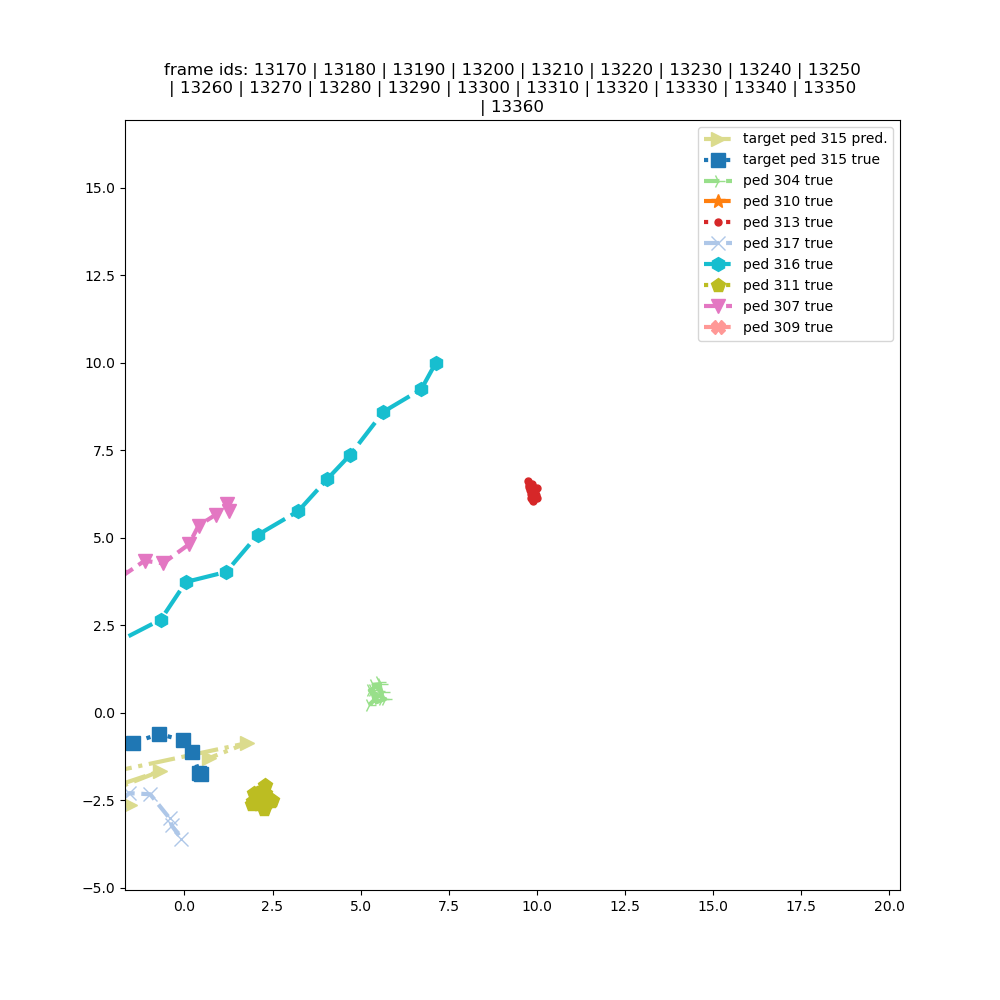 frame ids: 13170 | 13180 | 13190 | 13200 | 13210 | 13220 | 13230 | 13240 | 13250
| 13260 | 13270 | 13280 | 13290 | 13300 | 13310 | 13320 | 13330 | 13340 | 13350
| 13360
target ped 315 pred.
target ped 315 true
ped 304 true
ped 310 true
ped 313 true
ped 317 true
ped 316 true
ped 311 true
ped 307 true
ped 309 true
15.0
12.5
10.0
7.5
5.0
2.5
0.0
−2.5
−5.0
0.0 2.5 5.0 7.5 10.0 12.5 15.0 17.5 20.0